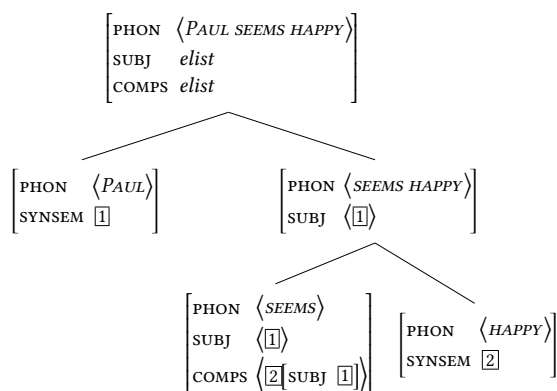 PHON ⟨PAUL SEEMS HAPPY⟩
SUBJ elist
COMPS elist
PHON ⟨PAUL⟩
SYNSEM 1
PHON ⟨SEEMS HAPPY⟩
SUBJ ⟨1⟩
PHON ⟨SEEMS⟩
SUBJ ⟨1⟩
COMPS ⟨2[SUBJ 1]⟩
PHON ⟨HAPPY⟩
SYNSEM 2